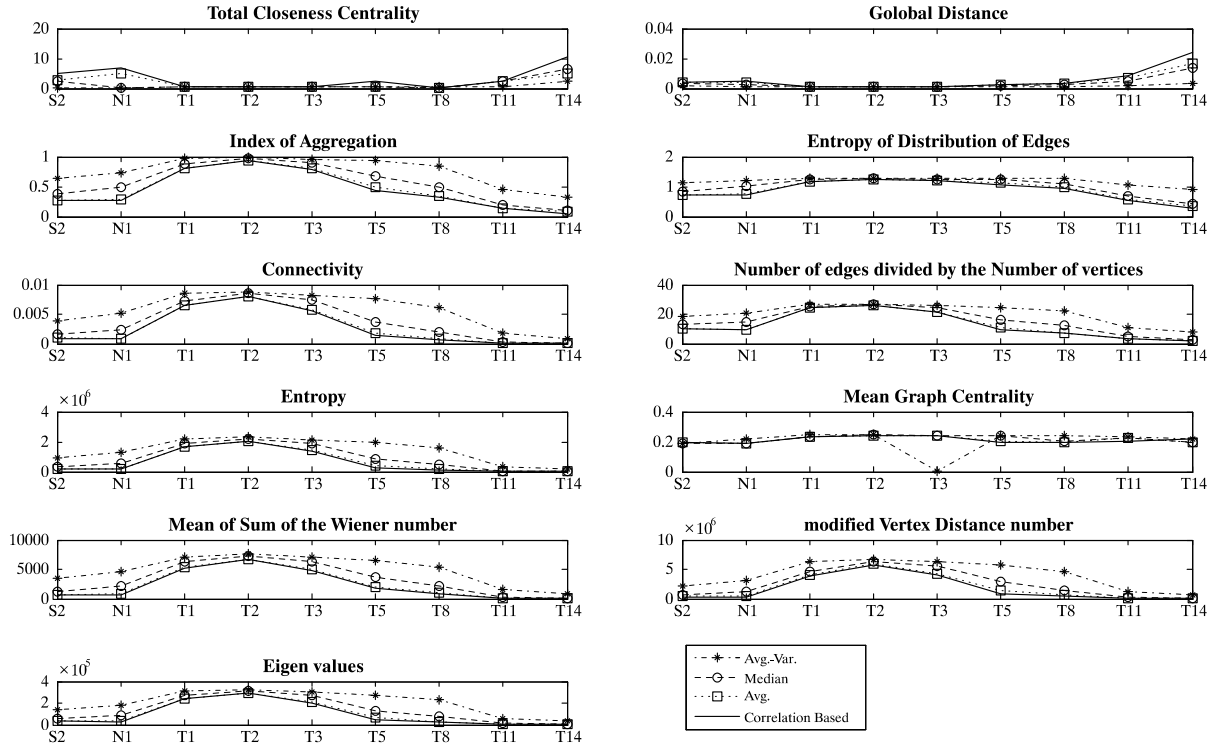 Total Closeness Centrality
20
10
0
S2 N1 T1 T2 T3 T5 T8 T11 T14
Golobal Distance
0.04
0.02
0
S2 N1 T1 T2 T3 T5 T8 T11 T14
Index of Aggregation
1
0.5
0
S2 N1 T1 T2 T3 T5 T8 T11 T14
Entropy of Distribution of Edges
2
1
0
S2 N1 T1 T2 T3 T5 T8 T11 T14
Connectivity
0.01
0.005
0
S2 N1 T1 T2 T3 T5 T8 T11 T14
Number of edges divided by the Number of vertices
40
20
0
S2 N1 T1 T2 T3 T5 T8 T11 T14
Entropy
×10^6
4
2
0
S2 N1 T1 T2 T3 T5 T8 T11 T14
Mean Graph Centrality
0.4
0.2
0
S2 N1 T1 T2 T3 T5 T8 T11 T14
Mean of Sum of the Wiener number
10000
5000
0
S2 N1 T1 T2 T3 T5 T8 T11 T14
modified Vertex Distance number
×10^6
10
5
0
S2 N1 T1 T2 T3 T5 T8 T11 T14
Eigen values
×10^5
4
2
0
S2 N1 T1 T2 T3 T5 T8 T11 T14
Avg.-Var.
Median
Avg.
Correlation Based